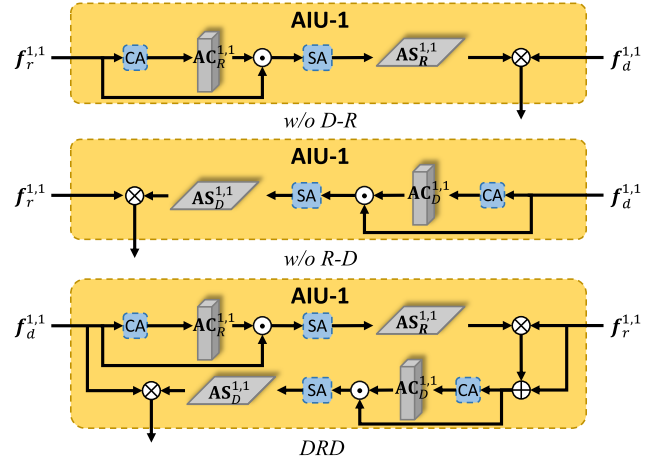 AIU-1
f_r^{1,1} CA AC_R^{1,1} SA AS_R^{1,1} f_d^{1,1}
w/o D-R
AIU-1
f_r^{1,1} AS_D^{1,1} SA AC_D^{1,1} CA f_d^{1,1}
w/o R-D
AIU-1
f_d^{1,1} CA AC_R^{1,1} SA AS_R^{1,1} f_r^{1,1}
AS_D^{1,1} SA AC_D^{1,1} CA
DRD